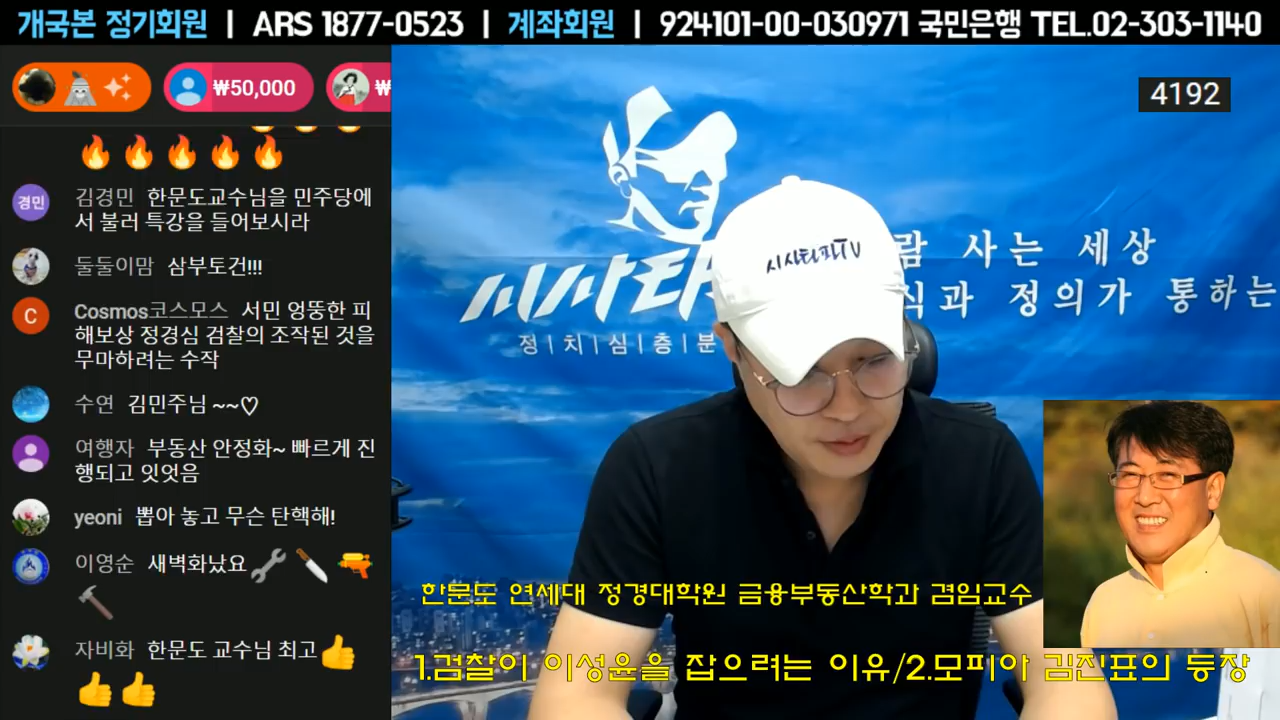 개국본 정기회원 | ARS 1877-0523 | 계좌회원 | 924101-00-030971 국민은행 TEL.02-303-1140
₩50,000
₩
4192
경민
김경민 한문도교수님을 민주당에
서 불러 특강을 들어보시라
둘둘이맘 삼부토건!!!
C
Cosmos코스모스 서민 엉뚱한 피
해보상 정경심 검찰의 조작된 것을
무마하려는 수작
수연 김민주님 ~~♡
여행자 부동산 안정화~ 빠르게 진
행되고 잇엇음
yeoni 뽑아 놓고 무슨 탄핵해!
이영순 새벽화났요🔧🔪🔫
🔨
자비화 한문도 교수님 최고👍
👍👍
시사타
정|치|심|층|분
람 사는 세상
식과 정의가 통하는
시사타파TV
한문도 연세대 정경대학원 금융부동산학과 겸임교수
1.검찰이 이성윤을 잡으려는 이유/2.모피아 김진표의 등장